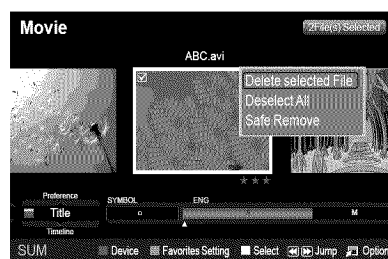 Movie
2File(s) Selected
ABC.avi
Delete selected File
Deselect All
Safe Remove
Preference
Title
Timeline
SYMBOL
ENG
M
SUM
Device
Favorites Setting
Select
Jump
Option